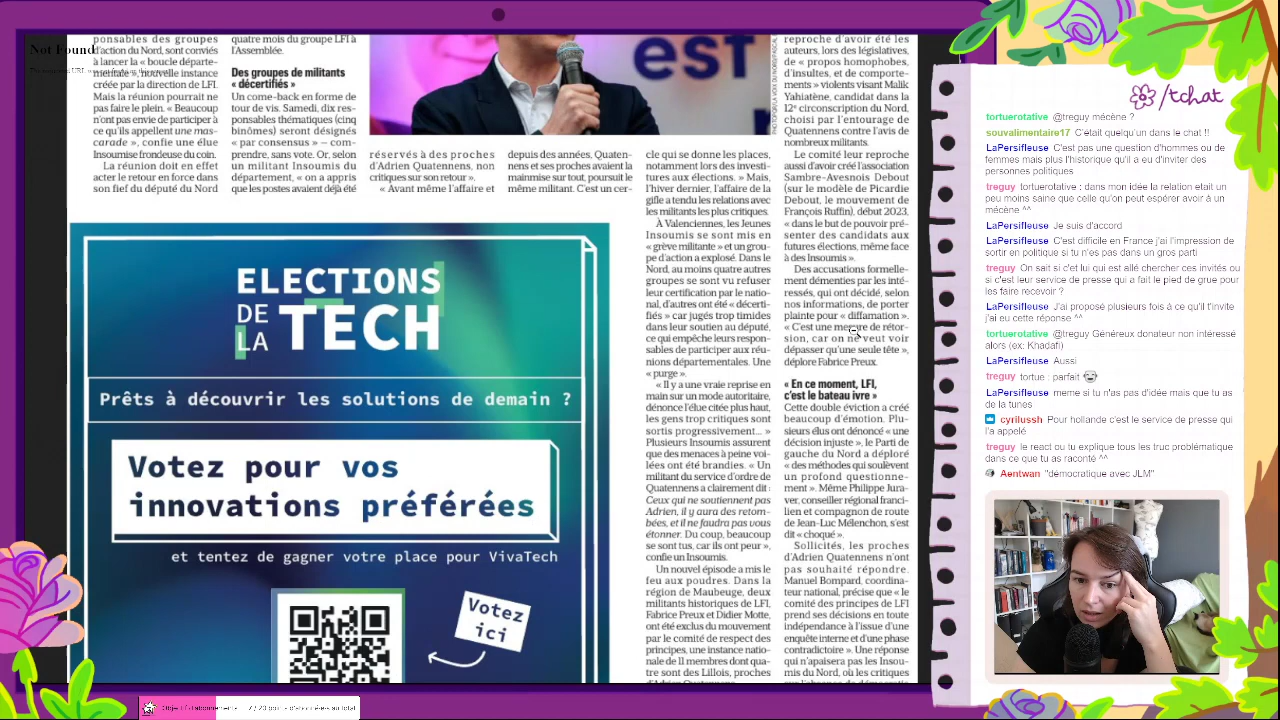 Not Found
ponsables des groupes
d'action du Nord, sont conviés
à lancer la « boucle départe-
mentale », nouvelle instance
créée par la direction de LFI.
Mais la réunion pourrait ne
pas faire le plein. « Beaucoup
n'ont pas envie de participer à
ce qu'ils appellent une mas-
carade », confie une élue
Insoumise frondeuse du coin.
La réunion doit en effet
acter le retour en force dans
son fief du député du Nord
quatre mois du groupe LFI à
l'Assemblée.
Des groupes de militants
« décertifiés »
Un come-back en forme de
tour de vis. Samedi, dix res-
ponsables thématiques (cinq
binômes) seront désignés
« par consensus » – com-
prendre, sans vote. Or, selon
un militant Insoumis du
département, « on a appris
que les postes avaient déjà été
est
réservés à des proches
d'Adrien Quatennens, non
critiques sur son retour ».
« Avant même l'affaire et
depuis des années, Quaten-
nens et ses proches avaient la
mainmise sur tout, poursuit le
même militant. C'est un cer-
cle qui se donne les places,
notamment lors des investi-
tures aux élections. » Mais,
l'hiver dernier, l'affaire de la
gifle a tendu les relations avec
les militants les plus critiques.
À Valenciennes, les Jeunes
Insoumis se sont mis en
« grève militante » et un grou-
pe d'action a explosé. Dans le
Nord, au moins quatre autres
groupes se sont vu refuser
leur certification par le natio-
nal, d'autres ont été « décerti-
fiés » car jugés trop timides
dans leur soutien au député,
ce qui empêche leurs respon-
sables de participer aux réu-
nions départementales. Une
« purge ».
« Il y a une vraie reprise en
main sur un mode autoritaire,
dénonce l'élue citée plus haut,
les gens trop critiques sont
sortis progressivement... »
Plusieurs Insoumis assurent
que des menaces à peine voi-
lées ont été brandies. « Un
militant du service d'ordre de
Quatennens a clairement dit :
Ceux qui ne soutiennent pas
Adrien, il y aura des retom-
bées, et il ne faudra pas vous
étonner. Du coup, beaucoup
se sont tus, car ils ont peur »,
confie un Insoumis.
Un nouvel épisode a mis le
feu aux poudres. Dans la
région de Maubeuge, deux
militants historiques de LFI,
Fabrice Preux et Didier Motte,
ont été exclus du mouvement
par le comité de respect des
principes, une instance natio-
nale de 11 membres dont qua-
tre sont des Lillois, proches
d'Adrien Quatennens
reproche d'avoir été les
auteurs, lors des législatives,
de « propos homophobes,
d'insultes, et de comporte-
ments » violents visant Malik
Yahiatène, candidat dans la
12e circonscription du Nord,
choisi par l'entourage de
Quatennens contre l'avis de
nombreux militants.
Le comité leur reproche
aussi d'avoir créé l'association
Sambre-Avesnois Debout
(sur le modèle de Picardie
Debout, le mouvement de
François Ruffin), début 2023,
« dans le but de pouvoir pré-
senter des candidats aux
futures élections, même face
à des Insoumis ».
Des accusations formelle-
ment démenties par les inté-
ressés, qui ont décidé, selon
nos informations, de porter
plainte pour « diffamation ».
« C'est une mesure de rétor-
sion, car on ne veut voir
dépasser qu'une seule tête »,
déplore Fabrice Preux.
« En ce moment, LFI,
c'est le bateau ivre »
Cette double éviction a créé
beaucoup d'émotion. Plu-
sieurs élus ont dénoncé « une
décision injuste », le Parti de
gauche du Nord a déploré
« des méthodes qui soulèvent
un profond questionne-
ment ». Même Philippe Jura-
ver, conseiller régional franci-
lien et compagnon de route
de Jean-Luc Mélenchon, s'est
dit « choqué ».
Sollicités, les proches
d'Adrien Quatennens n'ont
pas souhaité répondre.
Manuel Bompard, coordina-
teur national, précise que « le
comité des principes de LFI
prend ses décisions en toute
indépendance à l'issue d'une
enquête interne et d'une phase
contradictoire ». Une réponse
qui n'apaisera pas les Insou-
mis du Nord, où les critiques
ELECTIONS
DE
LA TECH
Prêts à découvrir les solutions de demain ?
Votez pour vos
innovations préférées
et tentez de gagner votre place pour VivaTech
Votez
ici
/tchat
tortuerotative @treguy mécène ?
souvalimentaire17 C'était quelqu'un dans le chat !!
LaPersifleuse C'est pas une question d'hommes ou de
femmes mais plus l'historique qu'il a en d'inviter des
personnes politiques
treguy tortuerotative : dans mon idée la relation etait un
peu moins saine que celle qu'on peut espérer avoir à un
mécène ^^
LaPersifleuse Je suis d'accord
LaPersifleuse C'est difficile en France j'ai l'impression de
sortir en politique si tu n'es pas dans un gros parti
treguy On sait si c'et lui qui est allé chercher ces invités ou
si c'est leur service de presse qui a fait le pied de grue pour
les faire recevoir ?
LaPersifleuse J'ai proposé plusieurs fois à ce qu'il t'invite
j'ai eu cette réponse ^^
tortuerotative @treguy Généreux donateur non intéressé
alors (ex: Khadafi)
LaPersifleuse Aussi
treguy tortue : parfait
LaPersifleuse meme si tu n'as pas d'idée mais que tu as
de la tunes
cyrilussh Pour hollande c'est le service de presse qui
l'a appelé
treguy le react ou tu explique tous les truc problématique
dans ce que tu as raconté ^^
Aentwan "démocratique avec JLM"